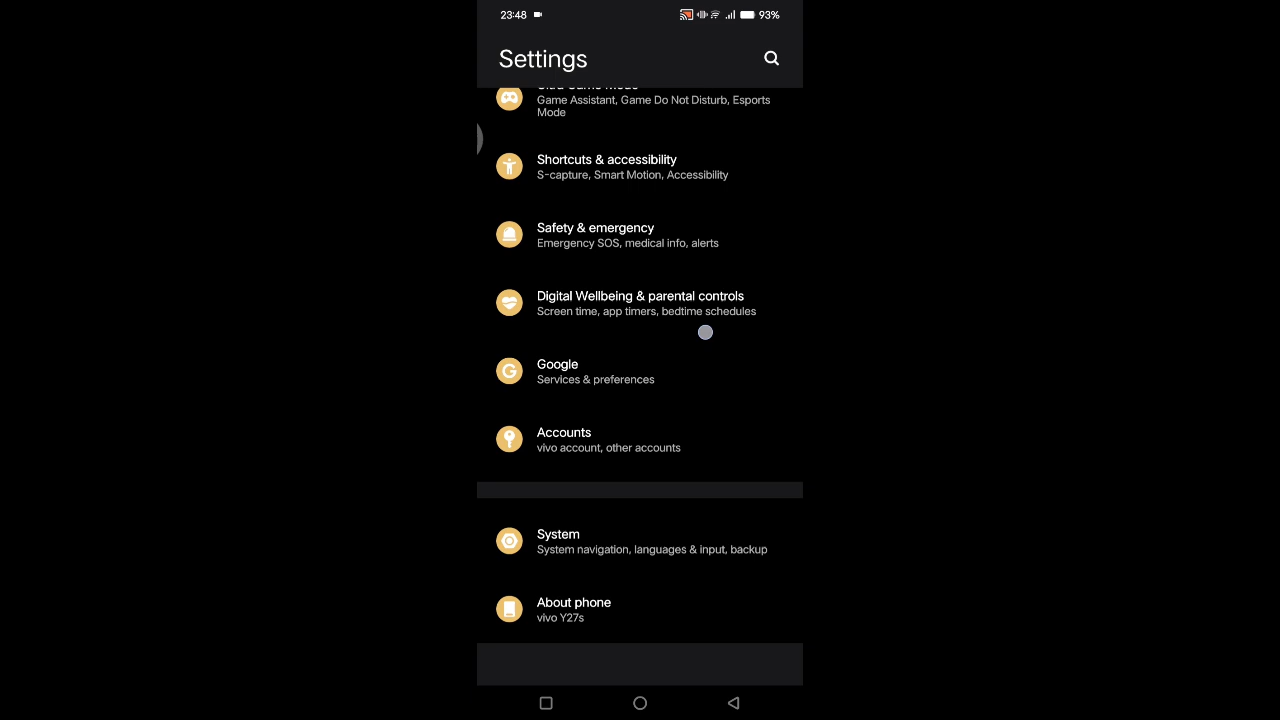 23:48
93%
Settings
Game Assistant, Game Do Not Disturb, Esports
Mode
Shortcuts & accessibility
S-capture, Smart Motion, Accessibility
Safety & emergency
Emergency SOS, medical info, alerts
Digital Wellbeing & parental controls
Screen time, app timers, bedtime schedules
Google
Services & preferences
Accounts
vivo account, other accounts
System
System navigation, languages & input, backup
About phone
vivo Y27s